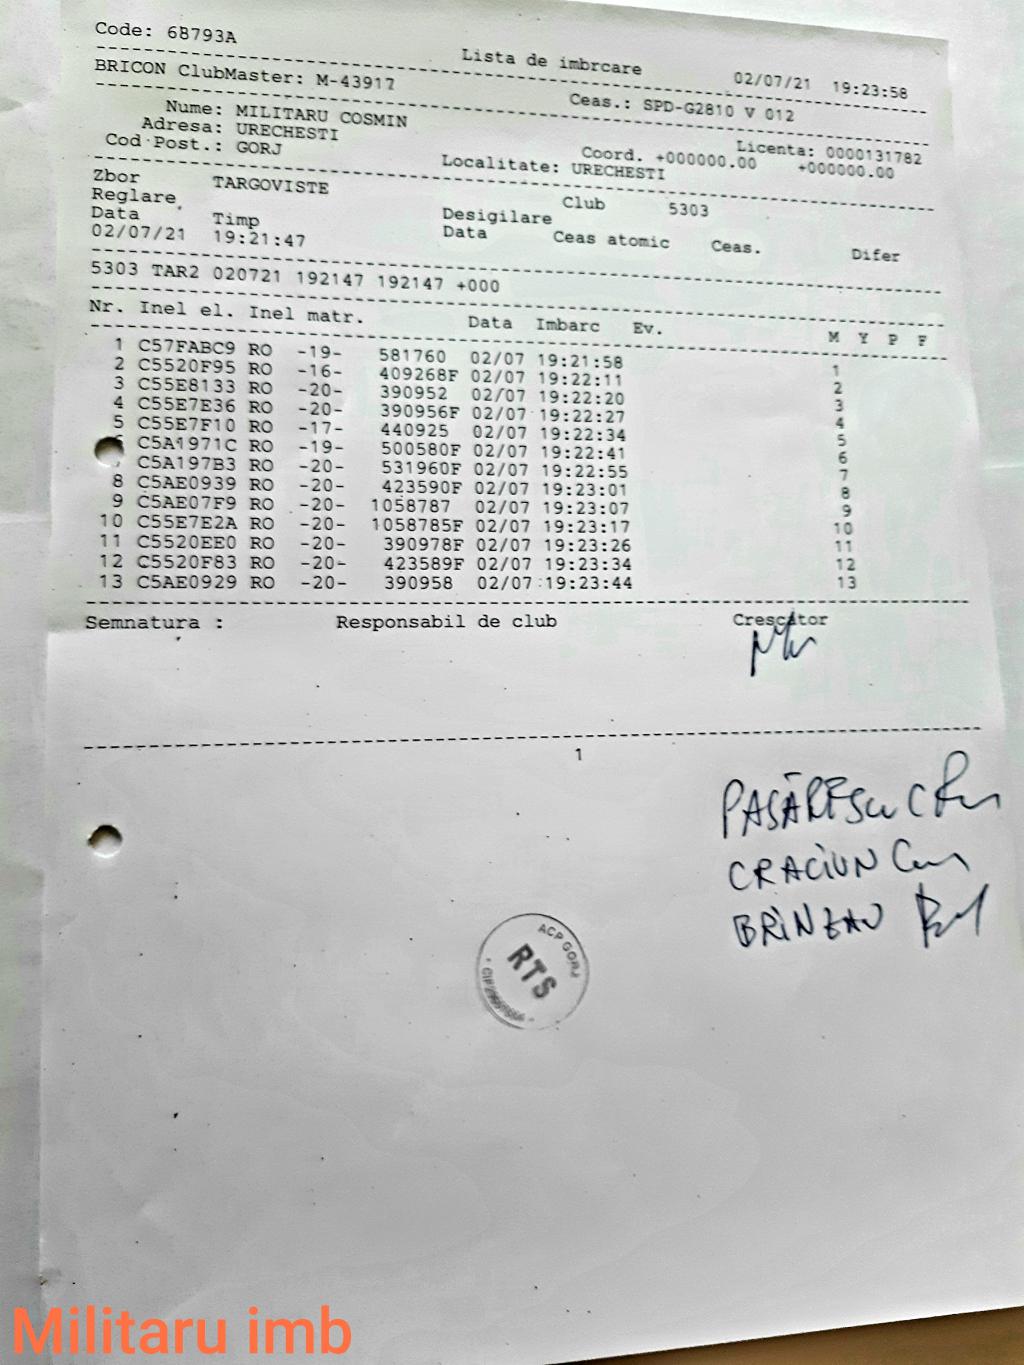 Code: 68793A
Lista de imbrcare 02/07/21 19:23:58
BRICON ClubMaster: M-43917 Ceas.: SPD-G2810 V 012
Nume: MILITARU COSMIN Licenta: 0000131782
Adresa: URECHESTI Coord. +000000.00 +000000.00
Cod Post.: GORJ Localitate: URECHESTI
Zbor TARGOVISTE Club 5303
Reglare Desigilare
Data Timp Data Ceas atomic Ceas. Difer
02/07/21 19:21:47
5303 TAR2 020721 192147 192147 +000
Nr. Inel el. Inel matr. Data Imbarc Ev. M Y P F
1 C57FABC9 RO -19- 581760 02/07 19:21:58 1
2 C5520F95 RO -16- 409268F 02/07 19:22:11 2
3 C55E8133 RO -20- 390952 02/07 19:22:20 3
4 C55E7E36 RO -20- 390956F 02/07 19:22:27 4
5 C55E7F10 RO -17- 440925 02/07 19:22:34 5
C5A1971C RO -19- 500580F 02/07 19:22:41 6
C5A197B3 RO -20- 531960F 02/07 19:22:55 7
8 C5AE0939 RO -20- 423590F 02/07 19:23:01 8
9 C5AE07F9 RO -20- 1058787 02/07 19:23:07 9
10 C55E7E2A RO -20- 1058785F 02/07 19:23:17 10
11 C5520EE0 RO -20- 390978F 02/07 19:23:26 11
12 C5520F83 RO -20- 423589F 02/07 19:23:34 12
13 C5AE0929 RO -20- 390958 02/07 19:23:44 13
Semnatura : Responsabil de club Crescator
1
PASĂRESCU C
CRACIUN
BRINZAN
ACP GORJ
RTS
Militaru imb